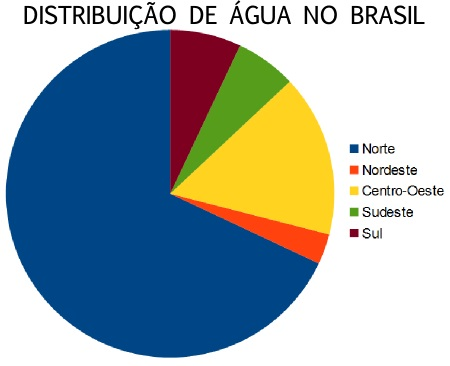 DISTRIBUIÇÃO DE ÁGUA NO BRASIL
Norte
Nordeste
Centro-Oeste
Sudeste
Sul